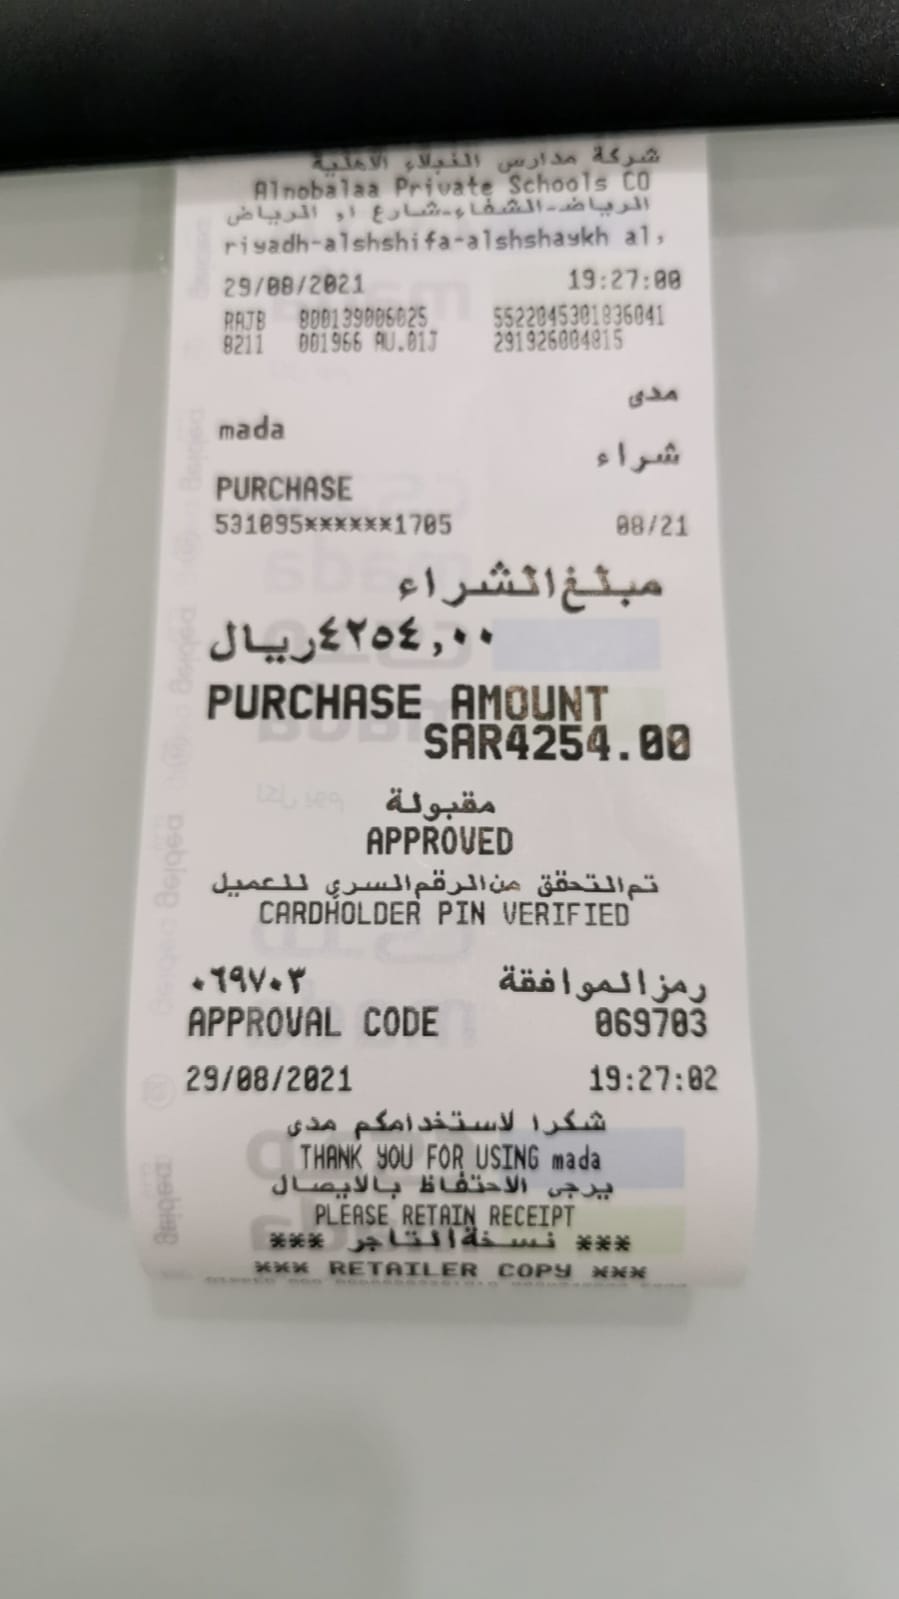 شركة مدارس النبلاء الأهلية
Alnobalaa Private Schools CO
الرياض-الشفاء-شارع او الرياض
riyadh-alshshifa-alshshaykh al,
29/08/2021 19:27:00
RAJB 800139006025 5522045301836041
8211 001966 AU.01J 291926004815
مدى
mada
شراء
PURCHASE
531095******1705 08/21
مبلغ الشراء
٤٢٥٤,٠٠ ريال
PURCHASE AMOUNT
SAR4254.00
مقبولة
APPROVED
تم التحقق من الرقم السري للعميل
CARDHOLDER PIN VERIFIED
رمز الموافقة ٠٦٩٧٠٣
APPROVAL CODE 069703
29/08/2021 19:27:02
شكرا لاستخدامكم مدى
THANK YOU FOR USING mada
يرجى الاحتفاظ بالايصال
PLEASE RETAIN RECEIPT
*** نسخة التاجر ***
*** RETAILER COPY ***